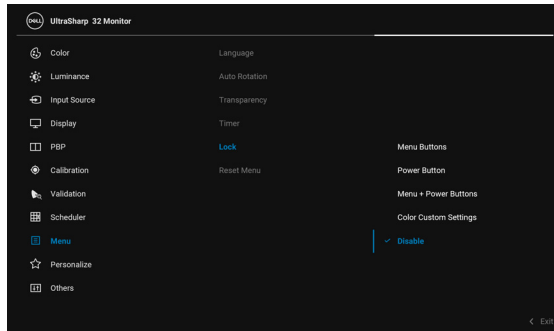 DELL
UltraSharp 32 Monitor
Color
Language
Luminance
Auto Rotation
Input Source
Transparency
Display
Timer
PBP
Lock
Menu Buttons
Calibration
Reset Menu
Power Button
Validation
Menu + Power Buttons
Scheduler
Color Custom Settings
Menu
Disable
Personalize
Others
Exit